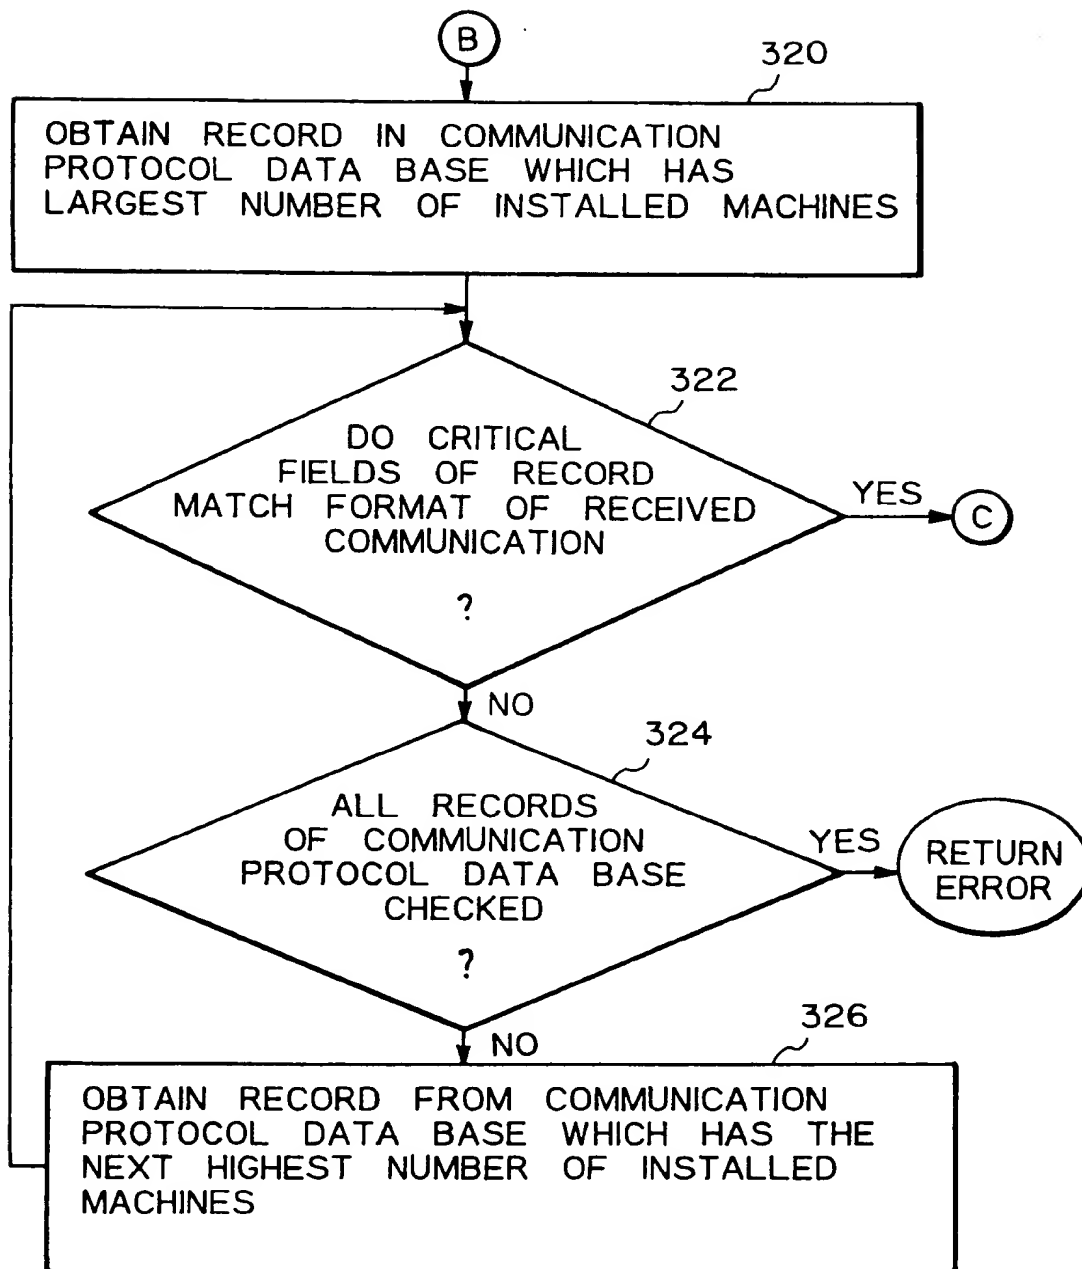 B
320
OBTAIN RECORD IN COMMUNICATION
PROTOCOL DATA BASE WHICH HAS
LARGEST NUMBER OF INSTALLED MACHINES
322
DO CRITICAL
FIELDS OF RECORD
MATCH FORMAT OF RECEIVED
COMMUNICATION
?
YES
C
NO
324
ALL RECORDS
OF COMMUNICATION
PROTOCOL DATA BASE
CHECKED
?
YES
RETURN
ERROR
NO
326
OBTAIN RECORD FROM COMMUNICATION
PROTOCOL DATA BASE WHICH HAS THE
NEXT HIGHEST NUMBER OF INSTALLED
MACHINES